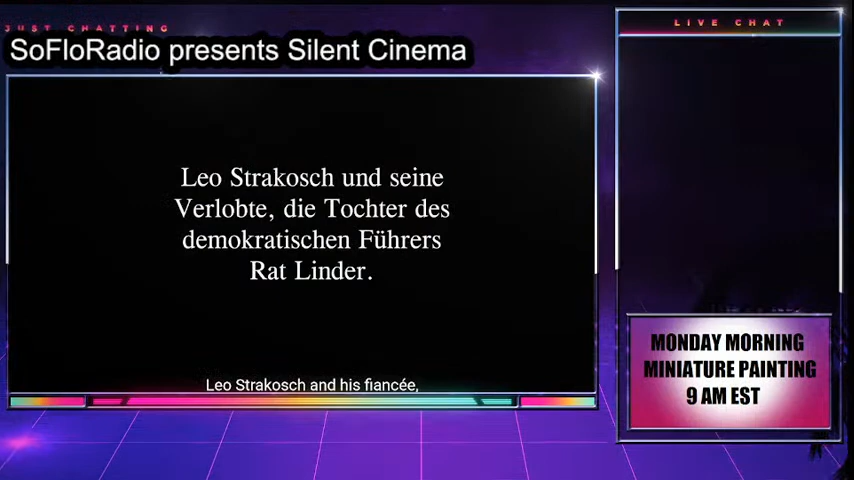 JUST CHATTING
SoFloRadio presents Silent Cinema
Leo Strakosch und seine
Verlobte, die Tochter des
demokratischen Führers
Rat Linder.
Leo Strakosch and his fiancée,
LIVE CHAT
MONDAY MORNING
MINIATURE PAINTING
9 AM EST